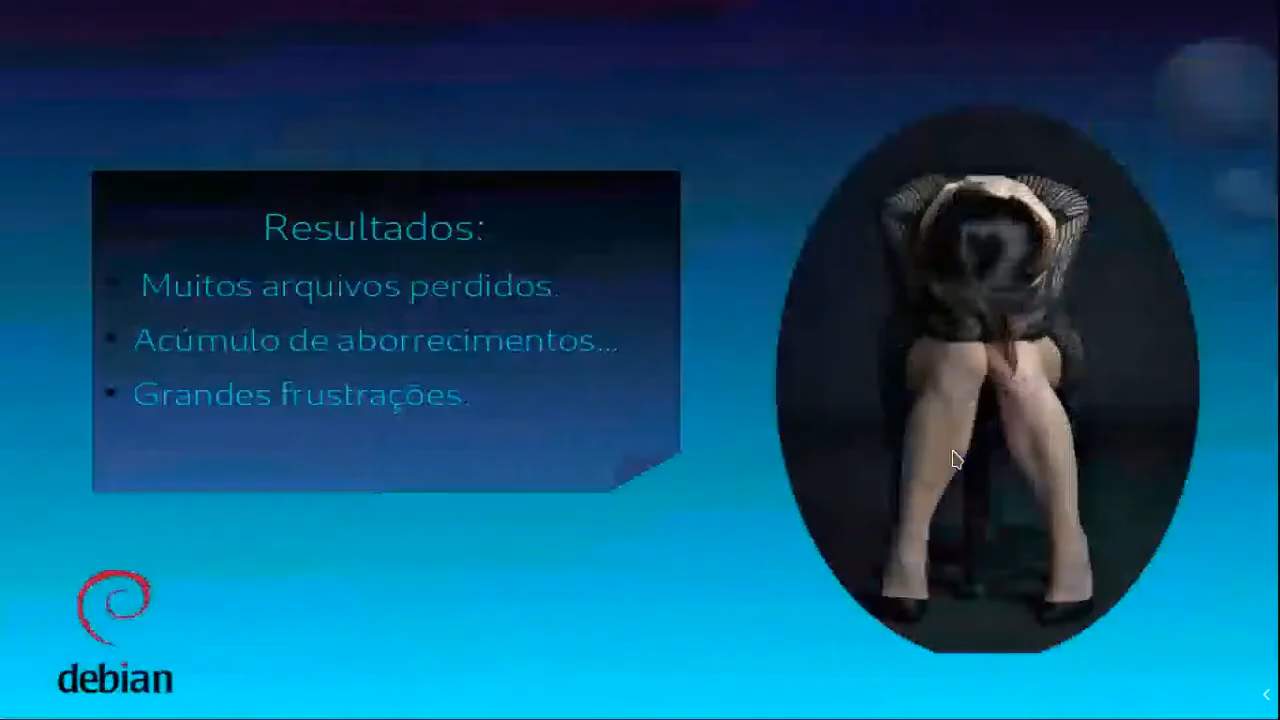 Resultados:
Muitos arquivos perdidos.
Acúmulo de aborrecimentos...
Grandes frustrações.
debian